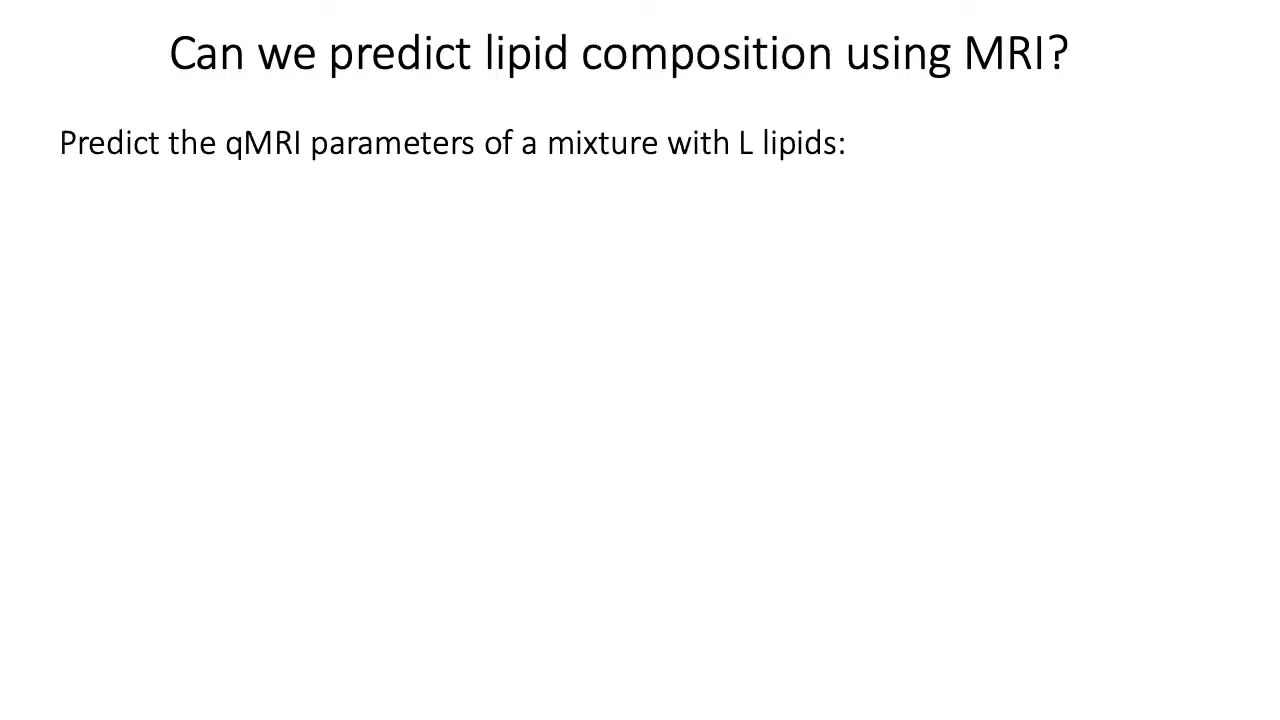 Can we predict lipid composition using MRI?
Predict the qMRI parameters of a mixture with L lipids: